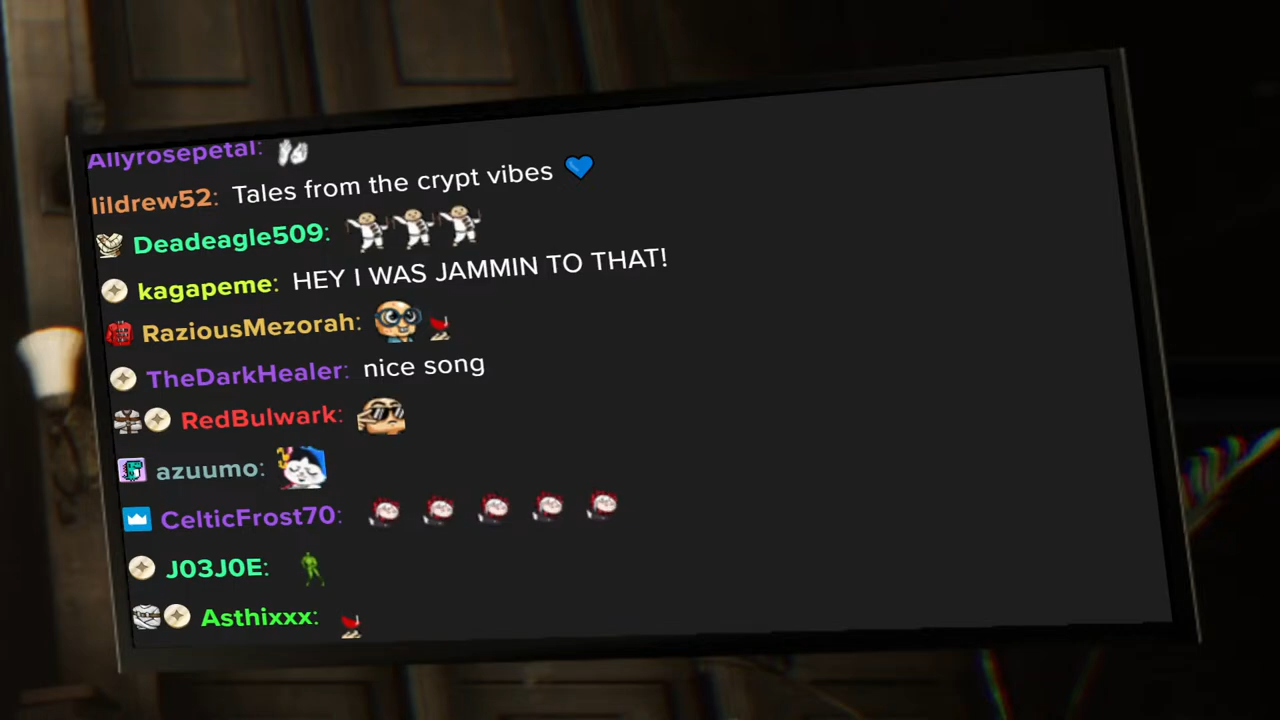 Allyrosepetal:
lildrew52: Tales from the crypt vibes 💙
Deadeagle509:
kagapeme: HEY I WAS JAMMIN TO THAT!
RaziousMezorah:
TheDarkHealer: nice song
RedBulwark:
azuumo:
CelticFrost70:
J03J0E:
Asthixxx: